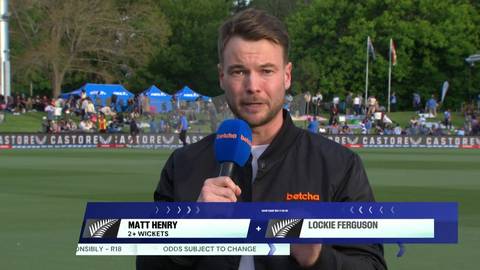 CASTORE
CASTORE
CASTORE
betcha
betcha
MATT HENRY
2+ WICKETS
+
LOCKIE FERGUSON
ONSIBLY - R18
ODDS SUBJECT TO CHANGE